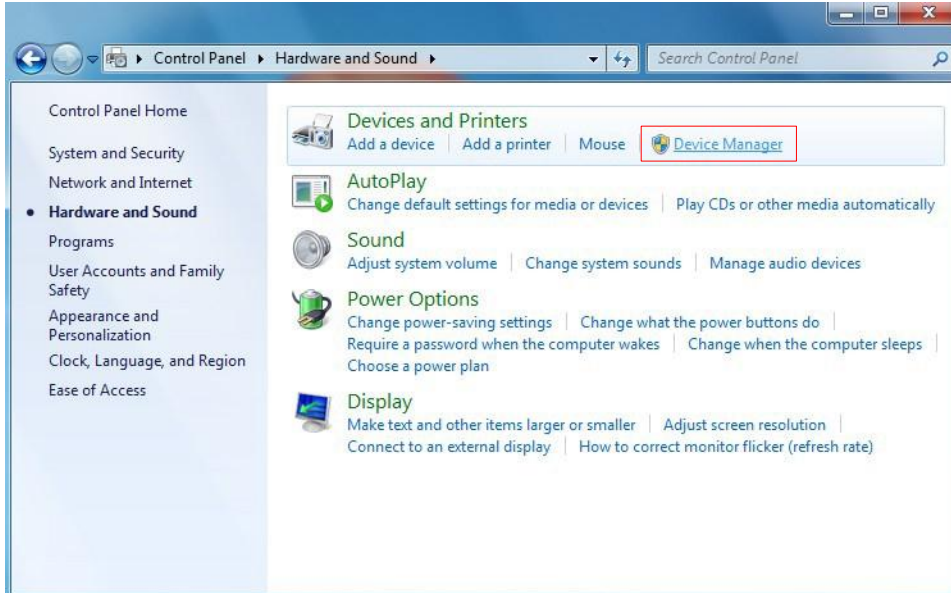 Control Panel Hardware and Sound Search Control Panel
Control Panel Home
System and Security
Network and Internet
Hardware and Sound
Programs
User Accounts and Family
Safety
Appearance and
Personalization
Clock, Language, and Region
Ease of Access
Devices and Printers
Add a device Add a printer Mouse Device Manager
AutoPlay
Change default settings for media or devices Play CDs or other media automatically
Sound
Adjust system volume Change system sounds Manage audio devices
Power Options
Change power-saving settings Change what the power buttons do
Require a password when the computer wakes Change when the computer sleeps
Choose a power plan
Display
Make text and other items larger or smaller Adjust screen resolution
Connect to an external display How to correct monitor flicker (refresh rate)